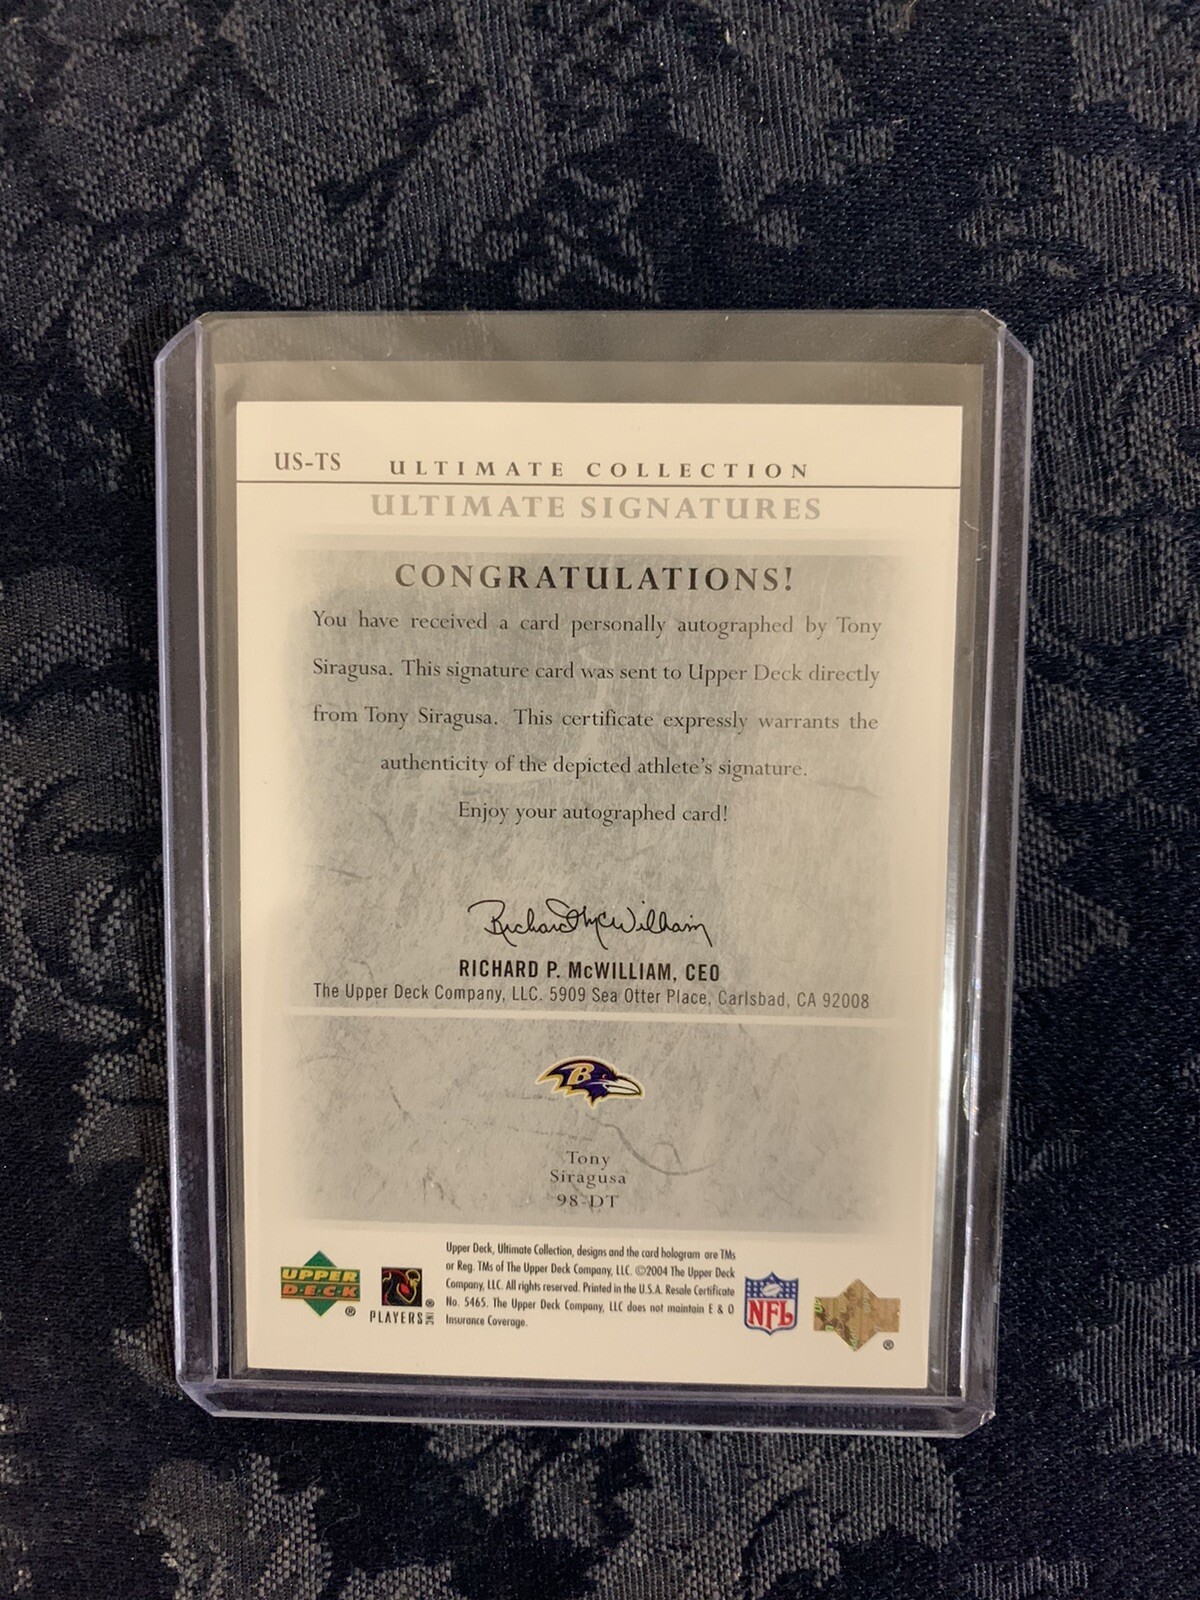 US-TS ULTIMATE COLLECTION
ULTIMATE SIGNATURES
CONGRATULATIONS!
You have received a card personally autographed by Tony
Siragusa. This signature card was sent to Upper Deck directly
from Tony Siragusa. This certificate expressly warrants the
authenticity of the depicted athlete's signature.
Enjoy your autographed card!
Richard McWilliam
RICHARD P. McWILLIAM, CEO
The Upper Deck Company, LLC. 5909 Sea Otter Place, Carlsbad, CA 92008
B
Tony
Siragusa
98-DT
UPPER
DECK
®
PLAYERS INC ®
Upper Deck, Ultimate Collection, designs and the card hologram are TMs
or Reg. TMs of The Upper Deck Company, LLC. ©2004 The Upper Deck
Company, LLC. All rights reserved. Printed in the U.S.A. Resale Certificate
No. 5465. The Upper Deck Company, LLC does not maintain E & O
Insurance Coverage.
NFL
®